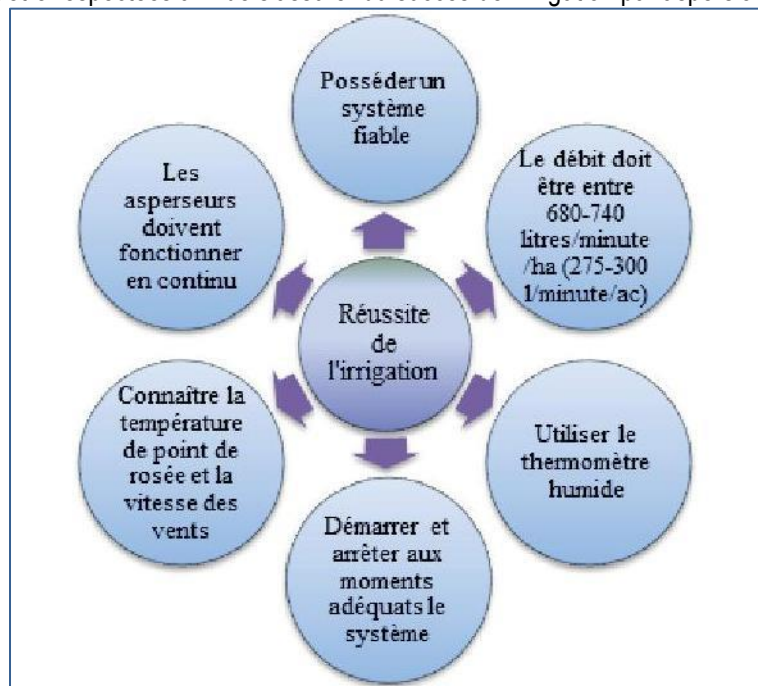 Posséderun
système
fiable
Le débit doit
être entre
680-740
litres/minute
/ha (275-300
l/minute/ac)
Utiliser le
thermomètre
humide
Démarrer et
arrêter aux
moments
adéquats le
système
Connaître la
température
de point de
rosée et la
vitesse des
vents
Les
asperseurs
doivent
fonctionner
en continu
Réussite
de
l'irrigation